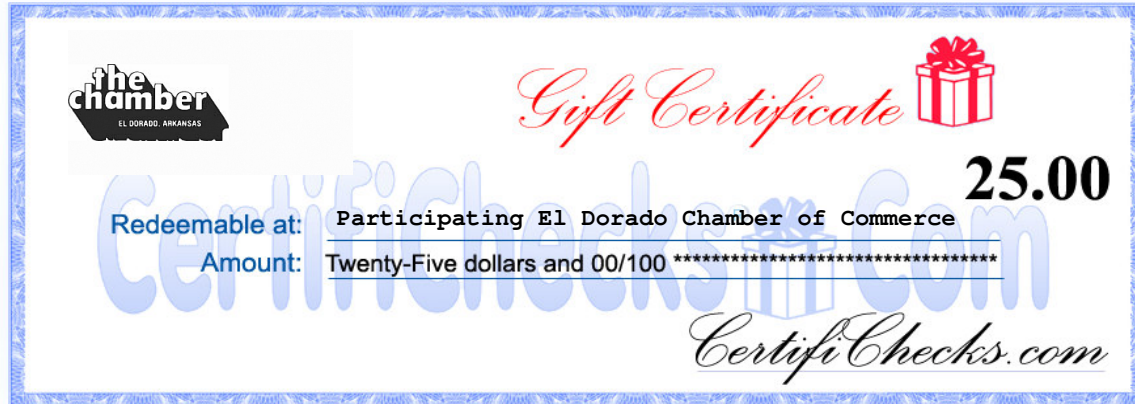 the
chamber
EL DORADO, ARKANSAS
Gift Certificate
25.00
CertifiChecks.Com
Redeemable at: Participating El Dorado Chamber of Commerce
Amount: Twenty-Five dollars and 00/100 **********************************
CertifiChecks.com